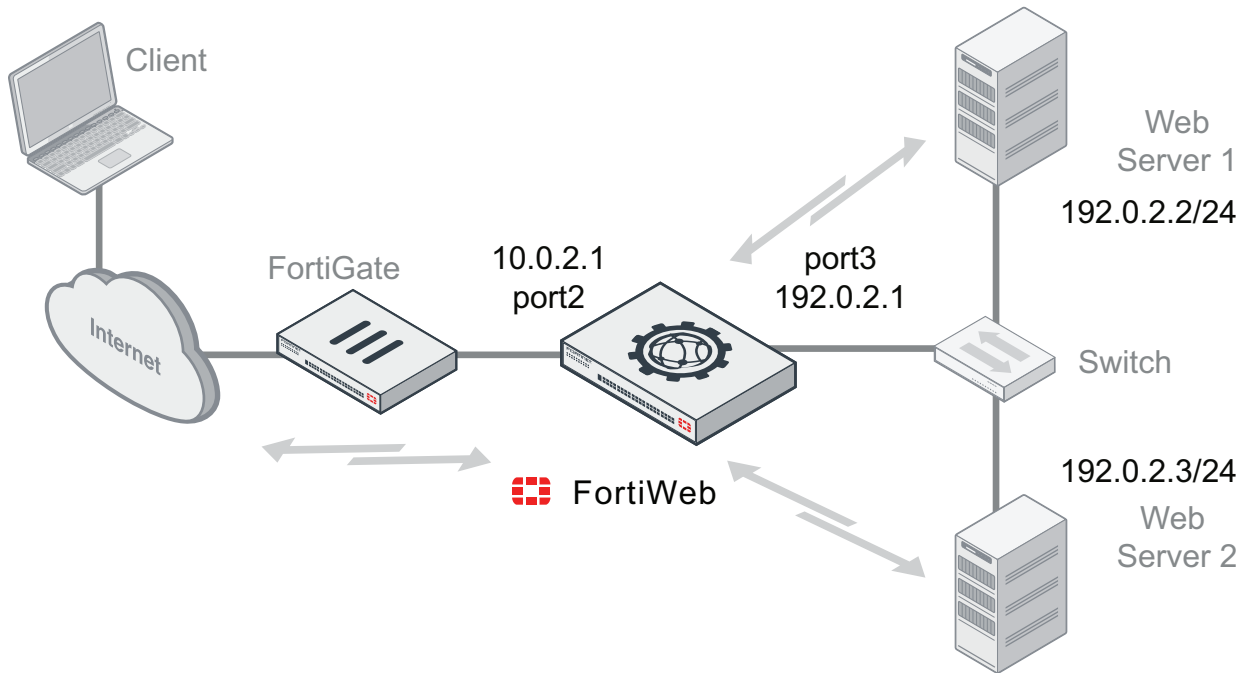 Client
Web
Server 1
192.0.2.2/24
FortiGate
10.0.2.1
port2
port3
192.0.2.1
Internet
Switch
192.0.2.3/24
FortiWeb
Web
Server 2